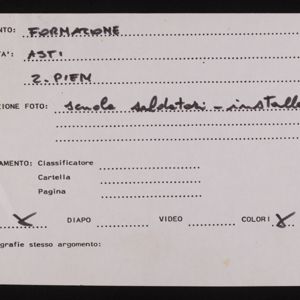 NTO: FORMAZIONE
TA': ASTI
2. PIEM
ZIONE FOTO: scuola saldatori - installa
AMENTO: Classificatore
Cartella
Pagina
X DIAPO VIDEO COLORI X
grafie stesso argomento: